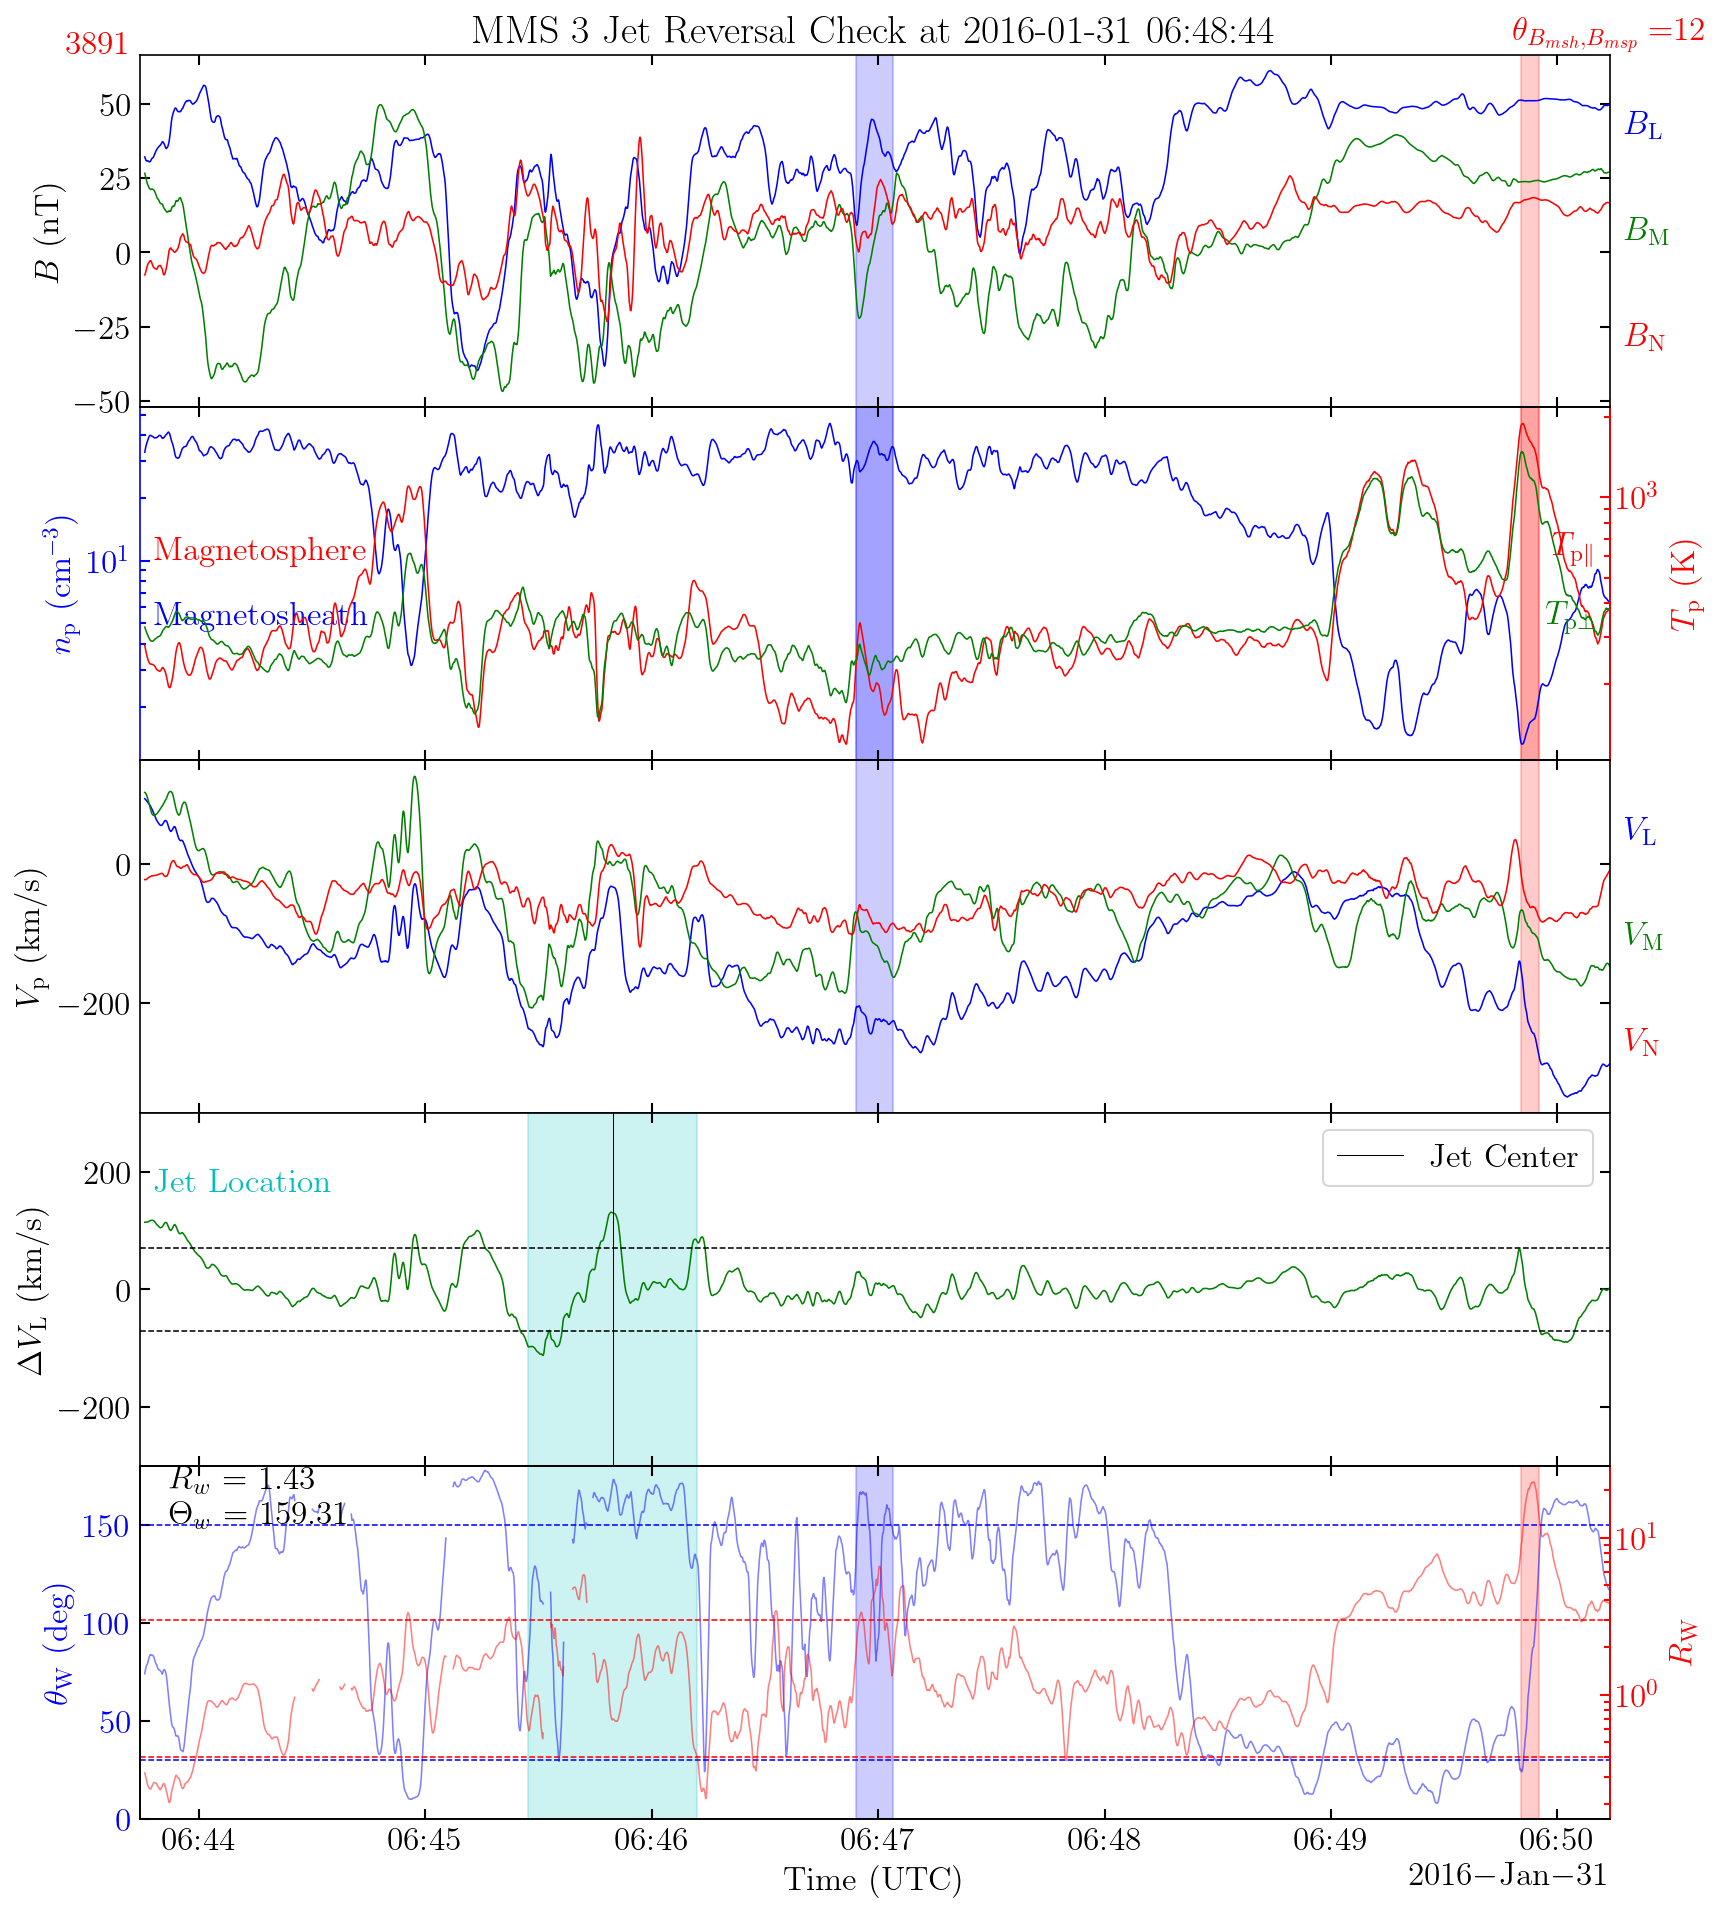 MMS 3 Jet Reversal Check at 2016-01-31 06:48:44
3891
θ_{B_{msh},B_{msp}} =12
50
25
0
−25
−50
B (nT)
B_L
B_M
B_N
10^1
n_p (cm^{−3})
Magnetosphere
Magnetosheath
10^3
T_p (K)
T_{p∥}
T_{p⊥}
0
−200
V_p (km/s)
V_L
V_M
V_N
200
0
−200
ΔV_L (km/s)
Jet Location
Jet Center
R_w = 1.43
Θ_w = 159.31
150
100
50
0
θ_W (deg)
10^1
10^0
R_W
06:44 06:45 06:46 06:47 06:48 06:49 06:50
Time (UTC)
2016−Jan−31